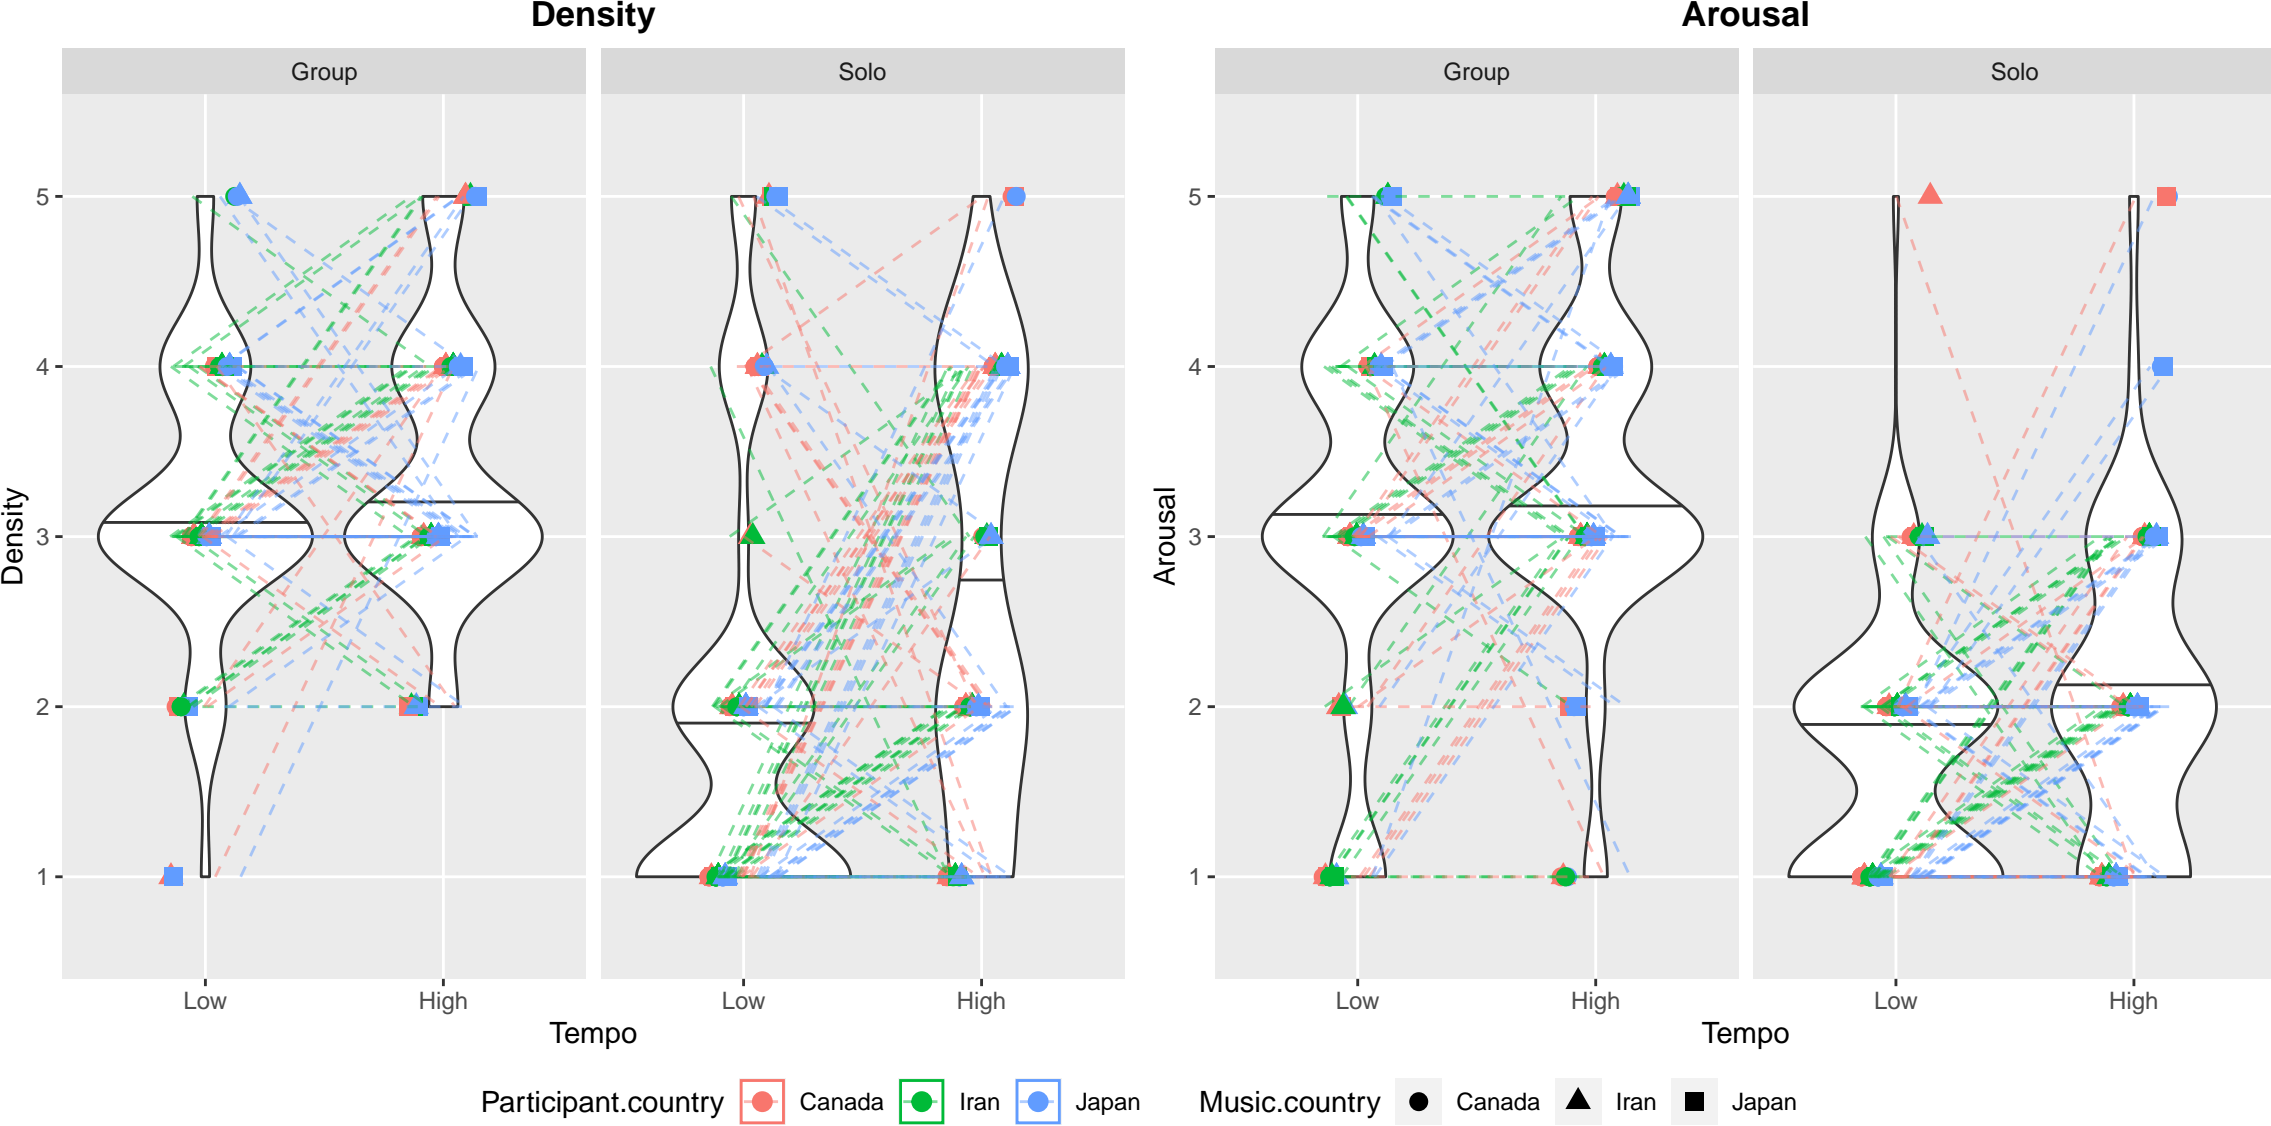 Density
Arousal
Group
Solo
Group
Solo
5
4
3
2
1
Density
5
4
3
2
1
Arousal
Low
High
Low
High
Low
High
Low
High
Tempo
Tempo
Participant.country
Canada
Iran
Japan
Music.country
Canada
Iran
Japan